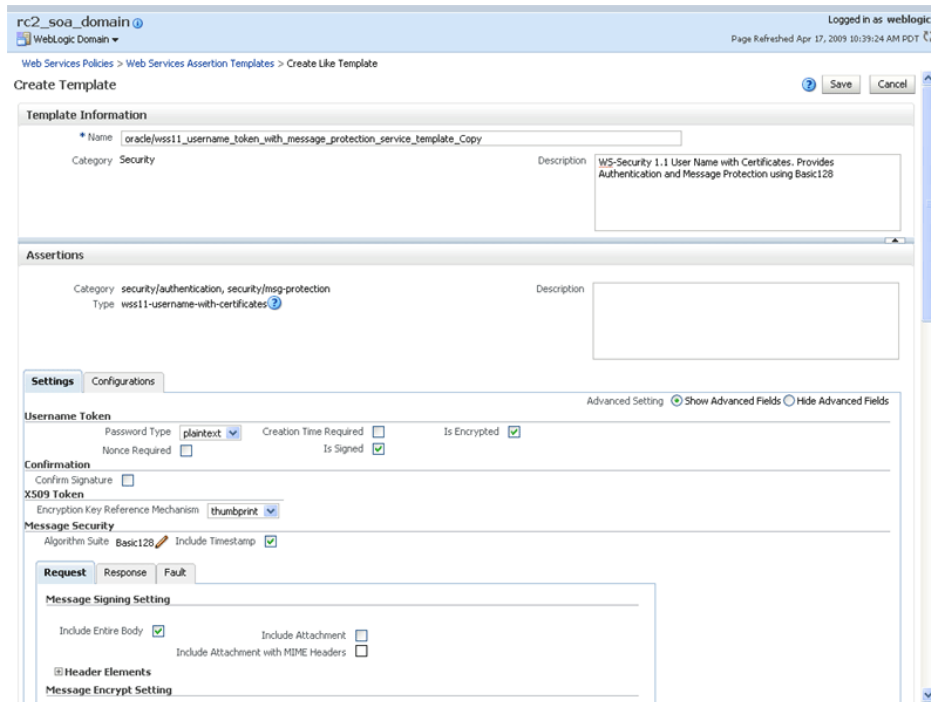 rc2_soa_domain
Logged in as weblogic
WebLogic Domain
Page Refreshed Apr 17, 2009 10:39:24 AM PDT
Web Services Policies > Web Services Assertion Templates > Create Like Template
Create Template
Save Cancel
Template Information
* Name oracle/wss11_username_token_with_message_protection_service_template_Copy
Category Security
Description WS-Security 1.1 User Name with Certificates. Provides
Authentication and Message Protection using Basic128
Assertions
Category security/authentication, security/msg-protection
Description
Type wss11-username-with-certificates
Settings Configurations
Advanced Setting Show Advanced Fields Hide Advanced Fields
Username Token
Password Type plaintext Creation Time Required Is Encrypted
Nonce Required Is Signed
Confirmation
Confirm Signature
X509 Token
Encryption Key Reference Mechanism thumbprint
Message Security
Algorithm Suite Basic128 Include Timestamp
Request Response Fault
Message Signing Setting
Include Entire Body Include Attachment
Include Attachment with MIME Headers
Header Elements
Message Encrypt Setting